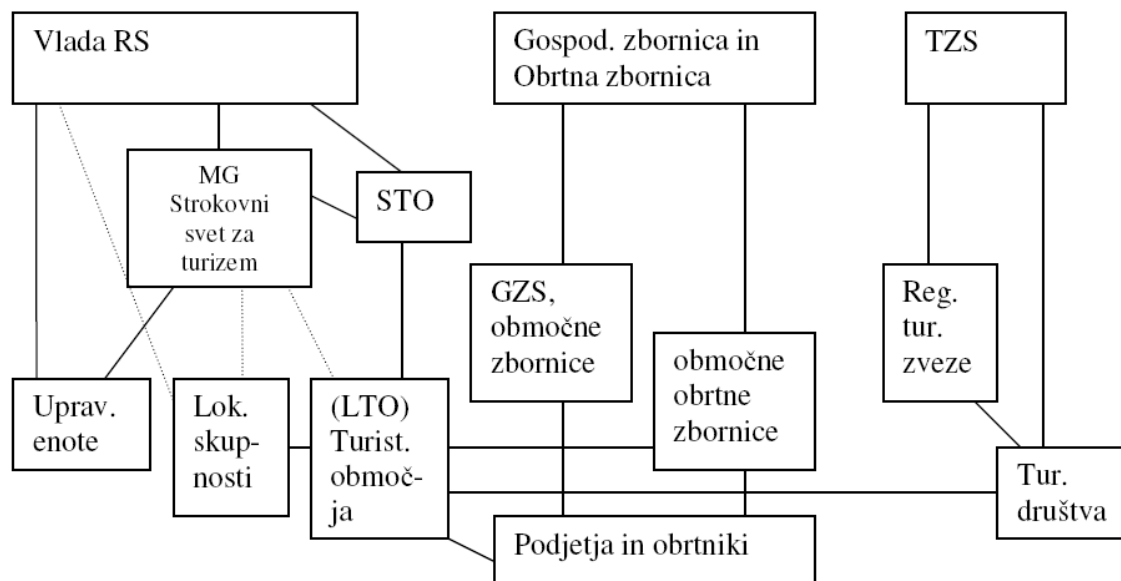 Vlada RS
Gospod. zbornica in
Obrtna zbornica
TZS
MG
Strokovni
svet za
turizem
STO
GZS,
območne
zbornice
območne
obrtne
zbornice
Reg.
tur.
zveze
Uprav.
enote
Lok.
skup-
nosti
(LTO)
Turist.
območ-
ja
Tur.
društva
Podjetja in obrtniki